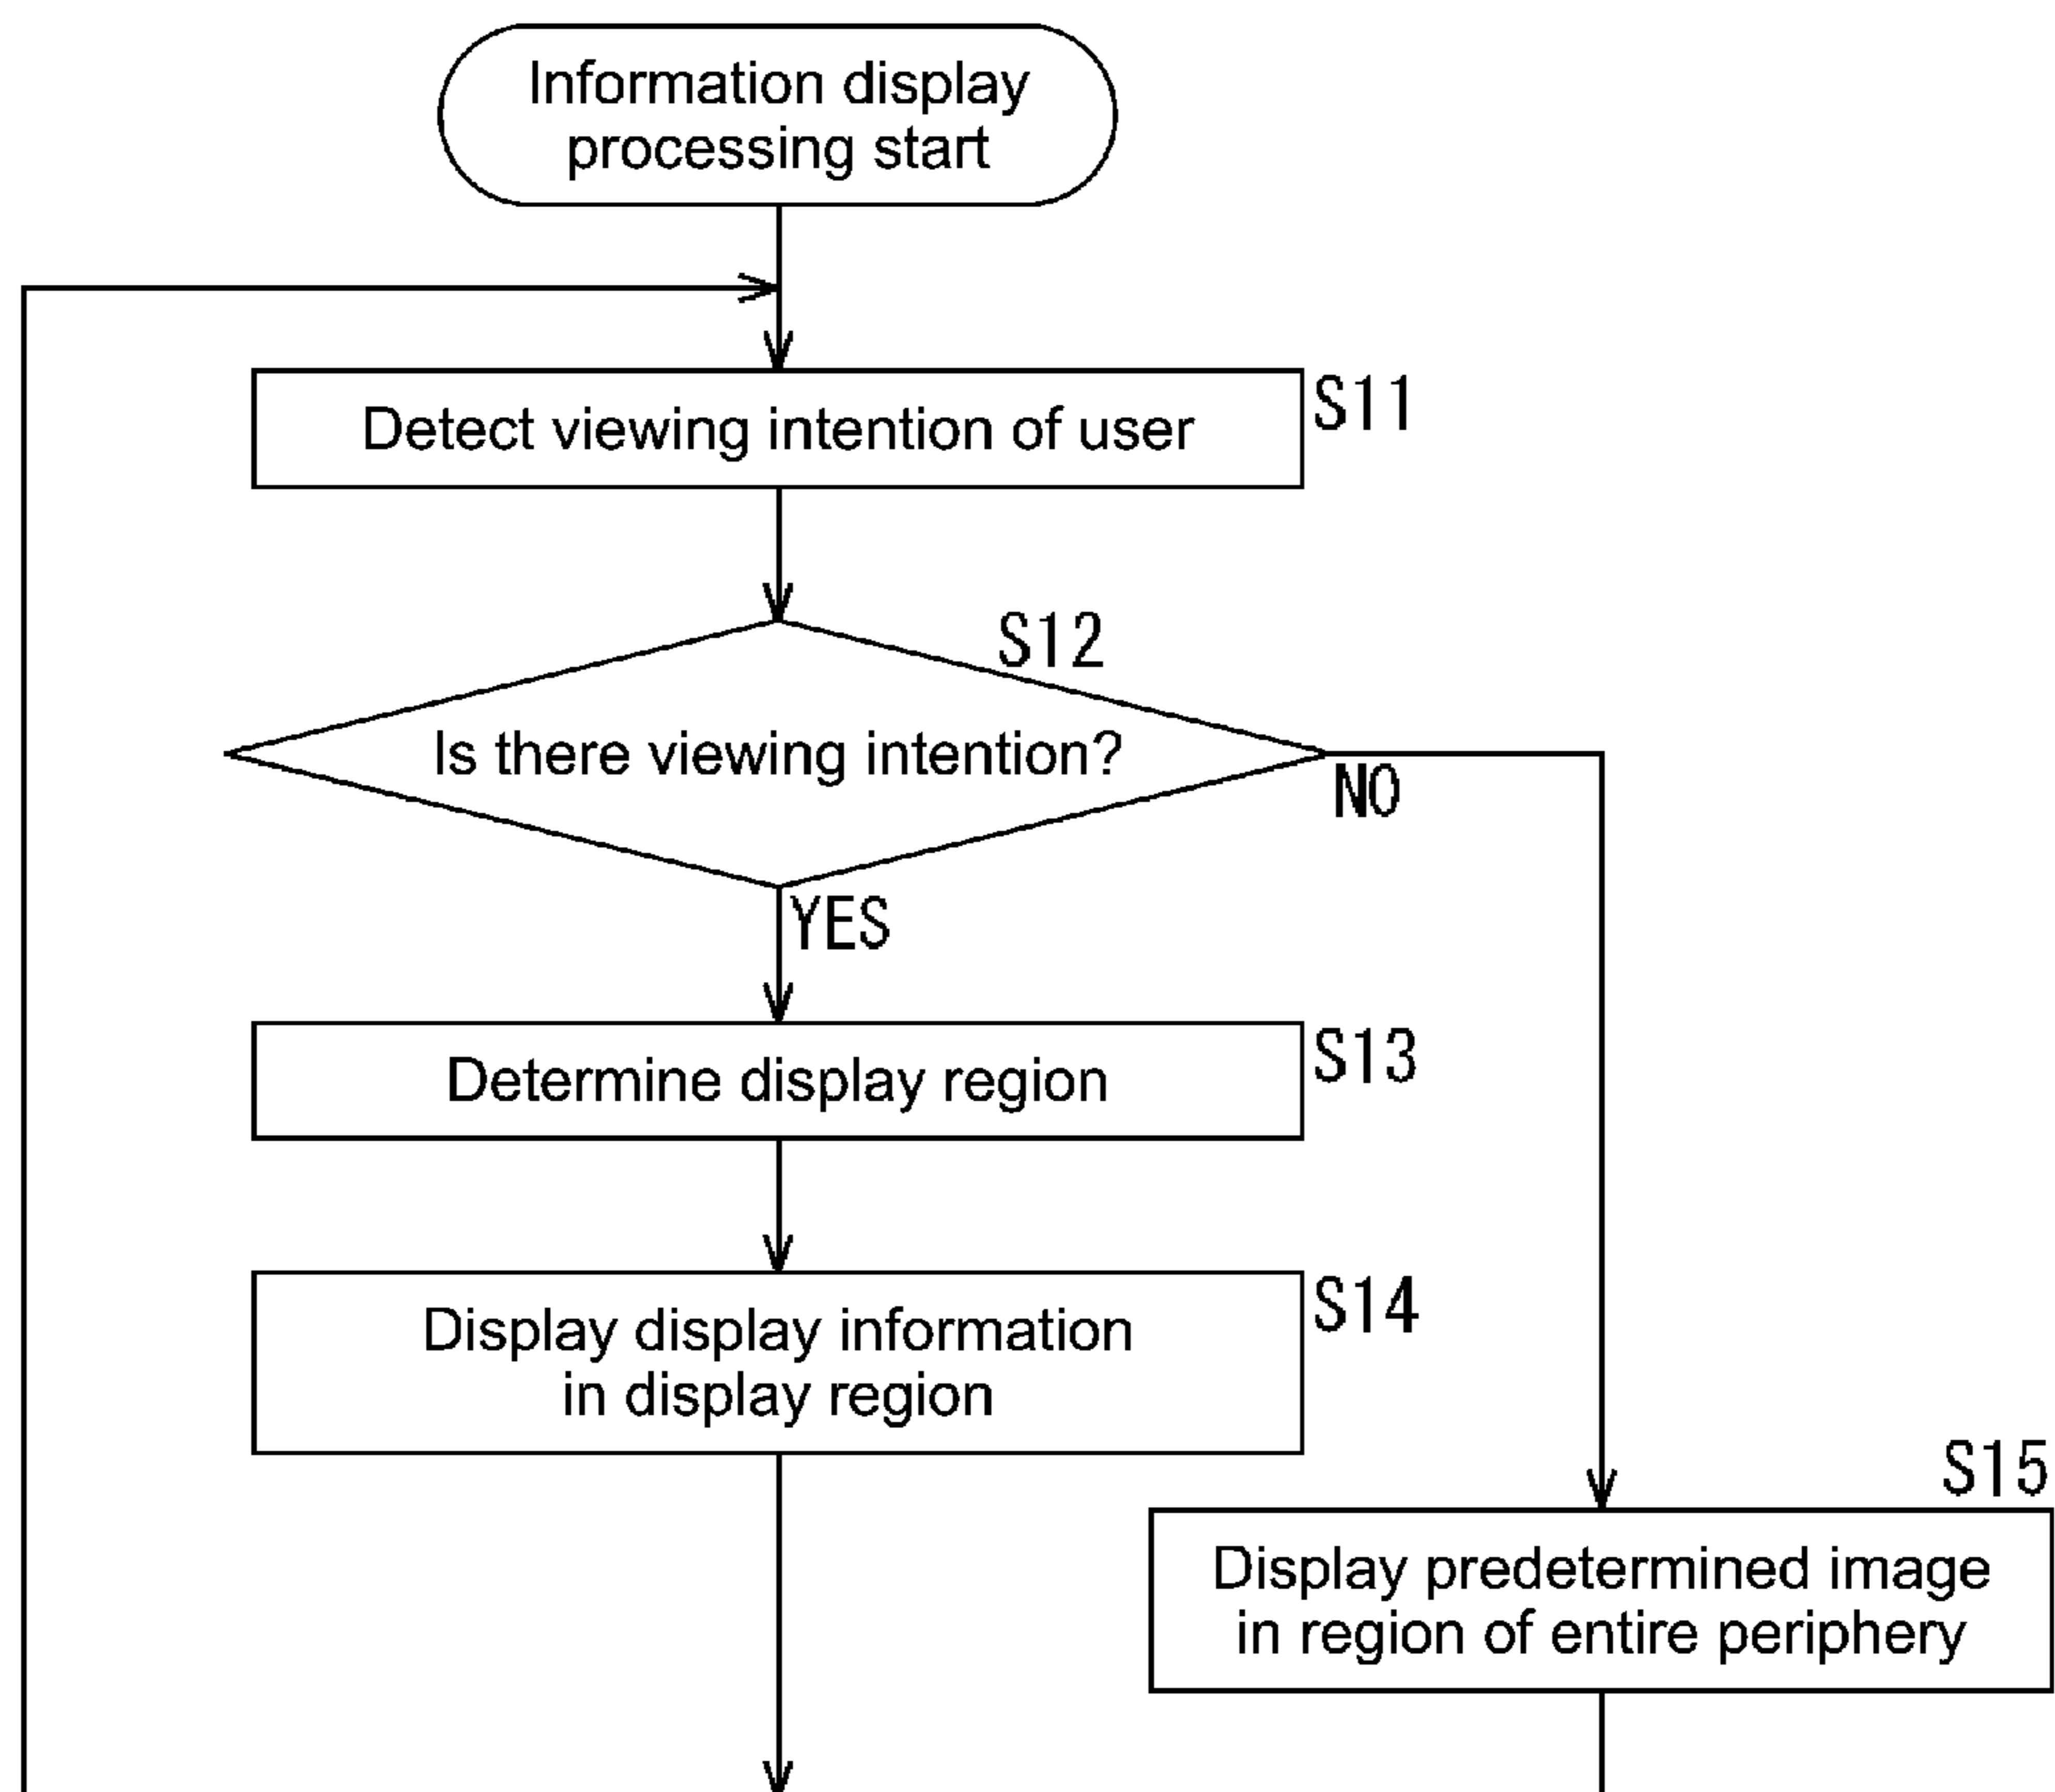 Information display
processing start
S11
Detect viewing intention of user
S12
Is there viewing intention?
NO
YES
S13
Determine display region
S14
Display display information
in display region
S15
Display predetermined image
in region of entire periphery